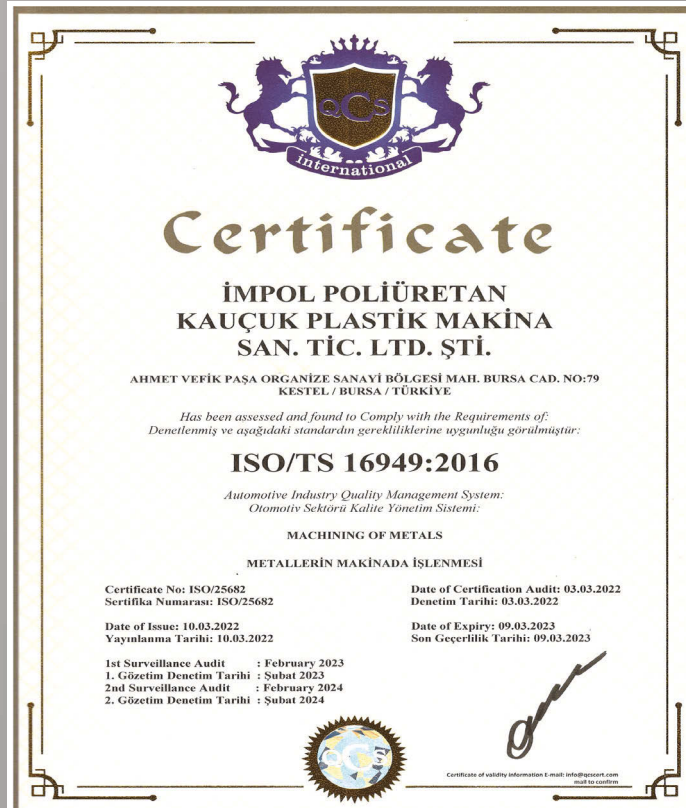 QCS
international
Certificate
İMPOL POLİÜRETAN
KAUÇUK PLASTİK MAKİNA
SAN. TİC. LTD. ŞTİ.
AHMET VEFİK PAŞA ORGANİZE SANAYİ BÖLGESİ MAH. BURSA CAD. NO:79
KESTEL / BURSA / TÜRKİYE
Has been assessed and found to Comply with the Requirements of:
Denetlenmiş ve aşağıdaki standardın gerekliliklerine uygunluğu görülmüştür:
ISO/TS 16949:2016
Automotive Industry Quality Management System:
Otomotiv Sektörü Kalite Yönetim Sistemi:
MACHINING OF METALS
METALLERİN MAKİNADA İŞLENMESİ
Certificate No: ISO/25682
Sertifika Numarası: ISO/25682
Date of Certification Audit: 03.03.2022
Denetim Tarihi: 03.03.2022
Date of Issue: 10.03.2022
Yayınlanma Tarihi: 10.03.2022
Date of Expiry: 09.03.2023
Son Geçerlilik Tarihi: 09.03.2023
1st Surveillance Audit : February 2023
1. Gözetim Denetim Tarihi : Şubat 2023
2nd Surveillance Audit : February 2024
2. Gözetim Denetim Tarihi : Şubat 2024
QCS
Certificate of validity information E-mail: info@qcscert.com
mail to confirm